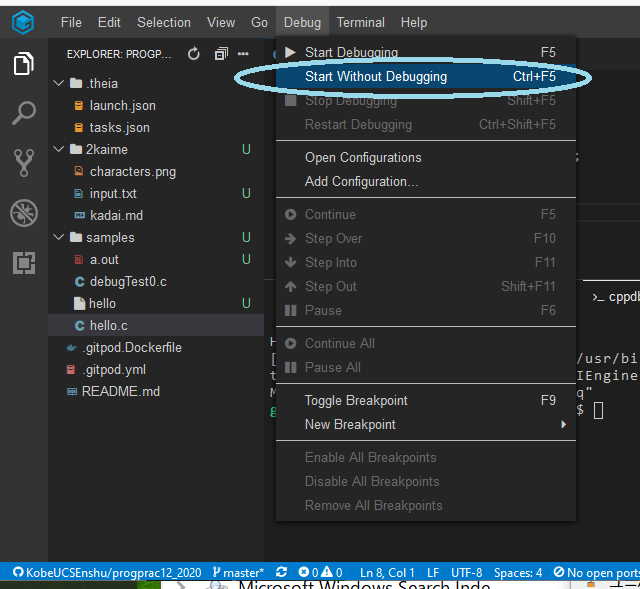 File Edit Selection View Go Debug Terminal Help
EXPLORER: PROGP...
.theia
launch.json
tasks.json
2kaime U
characters.png
input.txt U
kadai.md
samples U
a.out U
debugTest0.c
hello U
hello.c
.gitpod.Dockerfile
.gitpod.yml
README.md
Start Debugging F5
Start Without Debugging Ctrl+F5
Stop Debugging Shift+F5
Restart Debugging Ctrl+Shift+F5
Open Configurations
Add Configuration...
Continue F5
Step Over F10
Step Into F11
Step Out Shift+F11
Pause F6
Continue All
Pause All
Toggle Breakpoint F9
New Breakpoint
Enable All Breakpoints
Disable All Breakpoints
Remove All Breakpoints
;
>_ cppdb
H
[ /usr/bi
t IEngine
M q"
g $
KobeUCSEnshu/progprac12_2020 master* 0 0 Ln 8, Col 1 LF UTF-8 Spaces: 4 No open ports
Microsoft Windows Search Inde